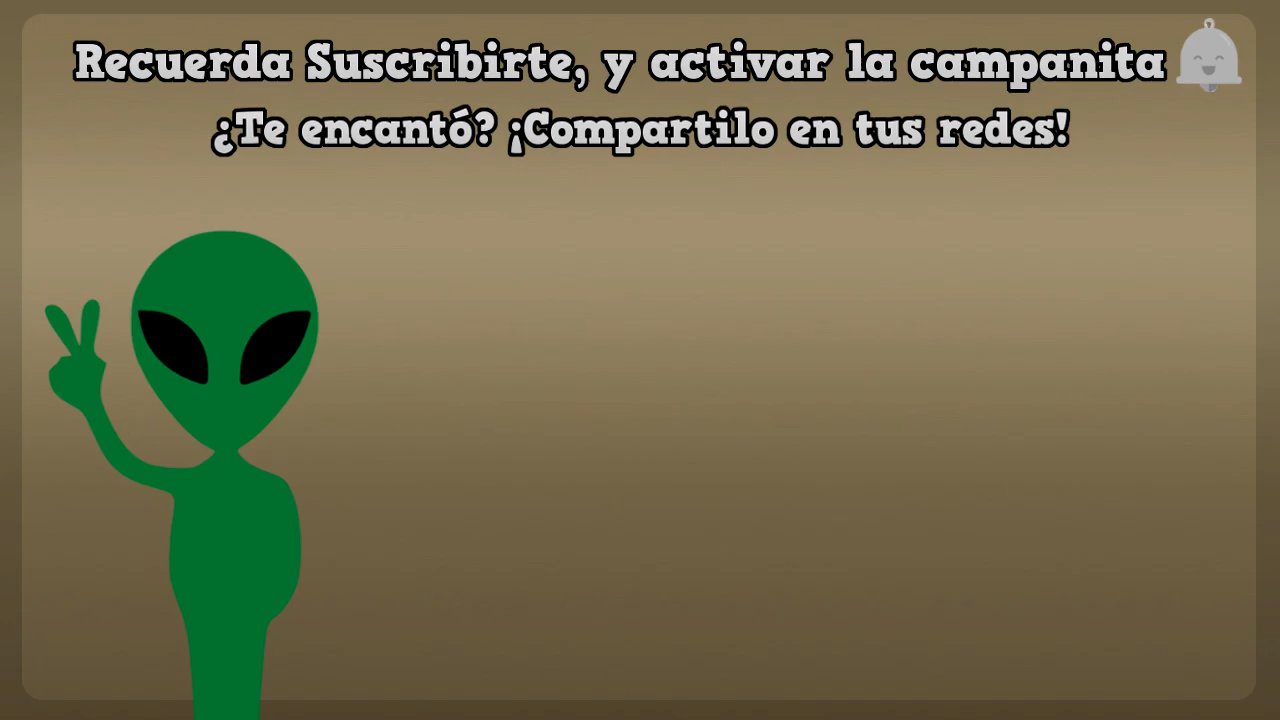 Recuerda Suscribirte, y activar la campanita
¿Te encantó? ¡Compartilo en tus redes!